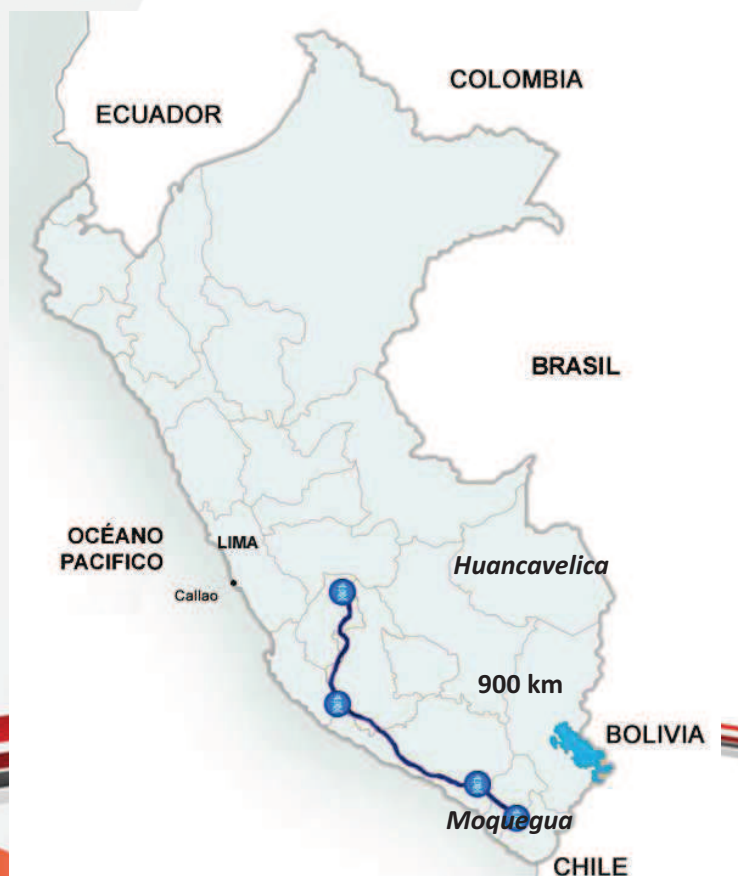 COLOMBIA
ECUADOR
BRASIL
OCÉANO
PACIFICO
LIMA
Huancavelica
Callao
900 km
BOLIVIA
Moquegua
CHILE